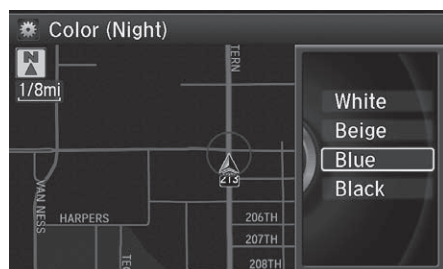 Color (Night)
N
1/8mi
TERN
White
Beige
Blue
Black
213
VAN NESS
HARPERS
206TH
207TH
208TH